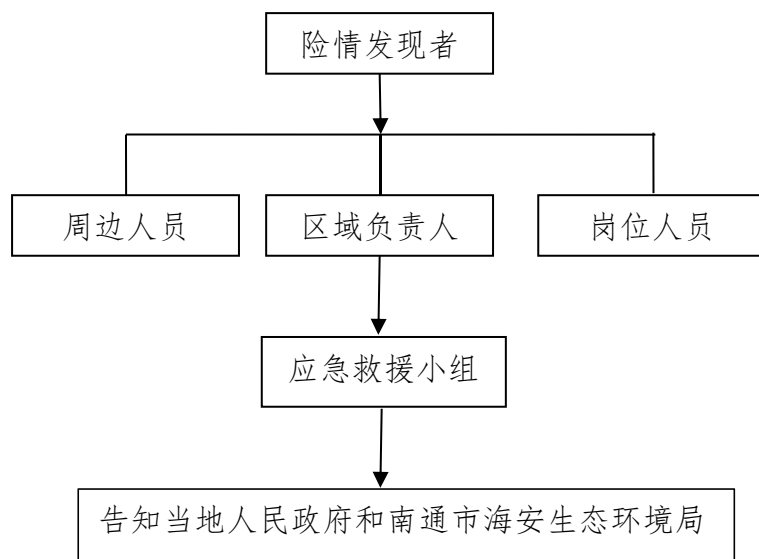 险情发现者
周边人员
区域负责人
岗位人员
应急救援小组
告知当地人民政府和南通市海安生态环境局